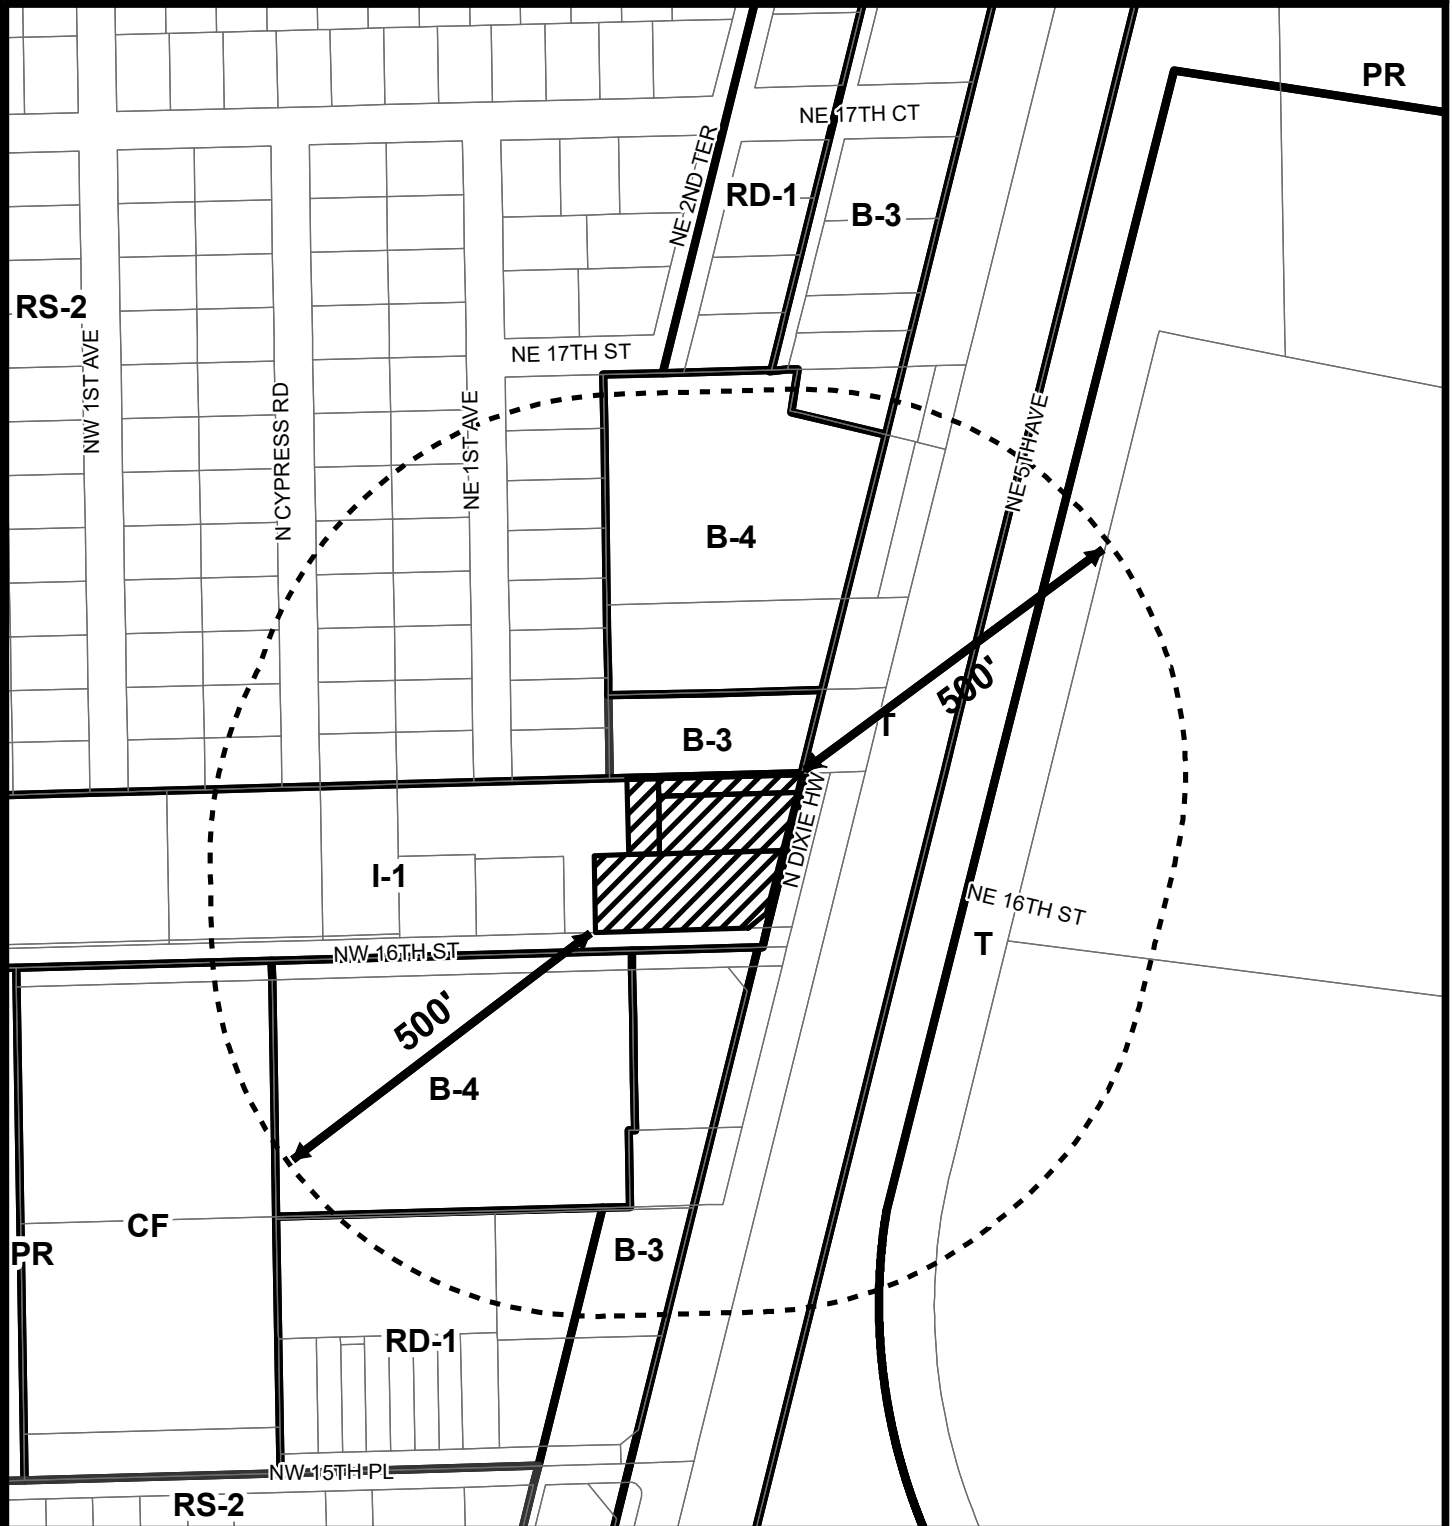 PR
NE 17TH CT
NE 2ND TER
RD-1
B-3
RS-2
NW 1ST AVE
N CYPRESS RD
NE 1ST AVE
NE 17TH ST
NE 5TH AVE
B-4
500'
T
B-3
N DIXIE HWY
I-1
NE 16TH ST
T
NW 16TH ST
500'
B-4
CF
PR
B-3
RD-1
NW 15TH PL
RS-2